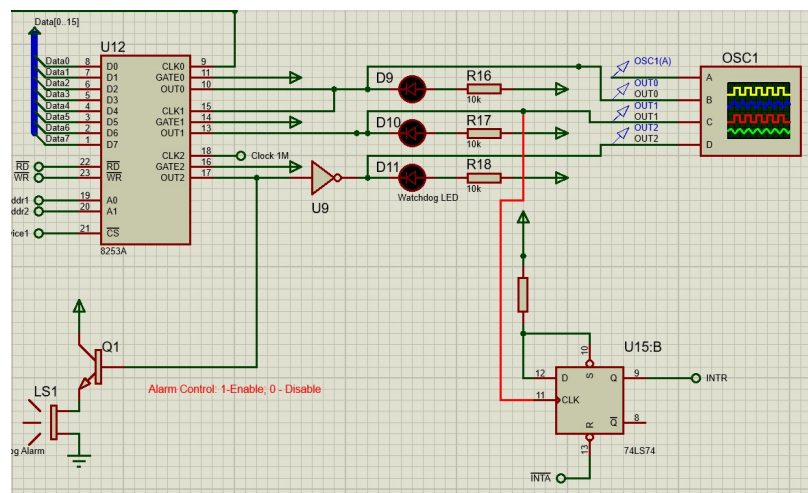 Data[0..15]
U12
OSC1
Data0 8 D0 CLK0 9
Data1 7 D1 GATE0 11
Data2 6 D2 OUT0 10
Data3 5 D3
Data4 4 D4 CLK1 15
Data5 3 D5 GATE1 14
Data6 2 D6 OUT1 13
Data7 1 D7
CLK2 18
RD 22 RD GATE2 16
WR 23 WR OUT2 17
ddr1 19 A0
ddr2 20 A1
ice1 21 CS
8253A
Clock 1M
U9
D9
R16
10k
D10
R17
10k
D11
R18
10k
Watchdog LED
OSC1(A)
OUT0
OUT0
OUT1
OUT1
OUT2
OUT2
A
B
C
D
Q1
LS1
og Alarm
Alarm Control: 1-Enable; 0 - Disable
U15:B
10
12 D S Q 9 INTR
11 CLK
R Q 8
13
74LS74
INTA